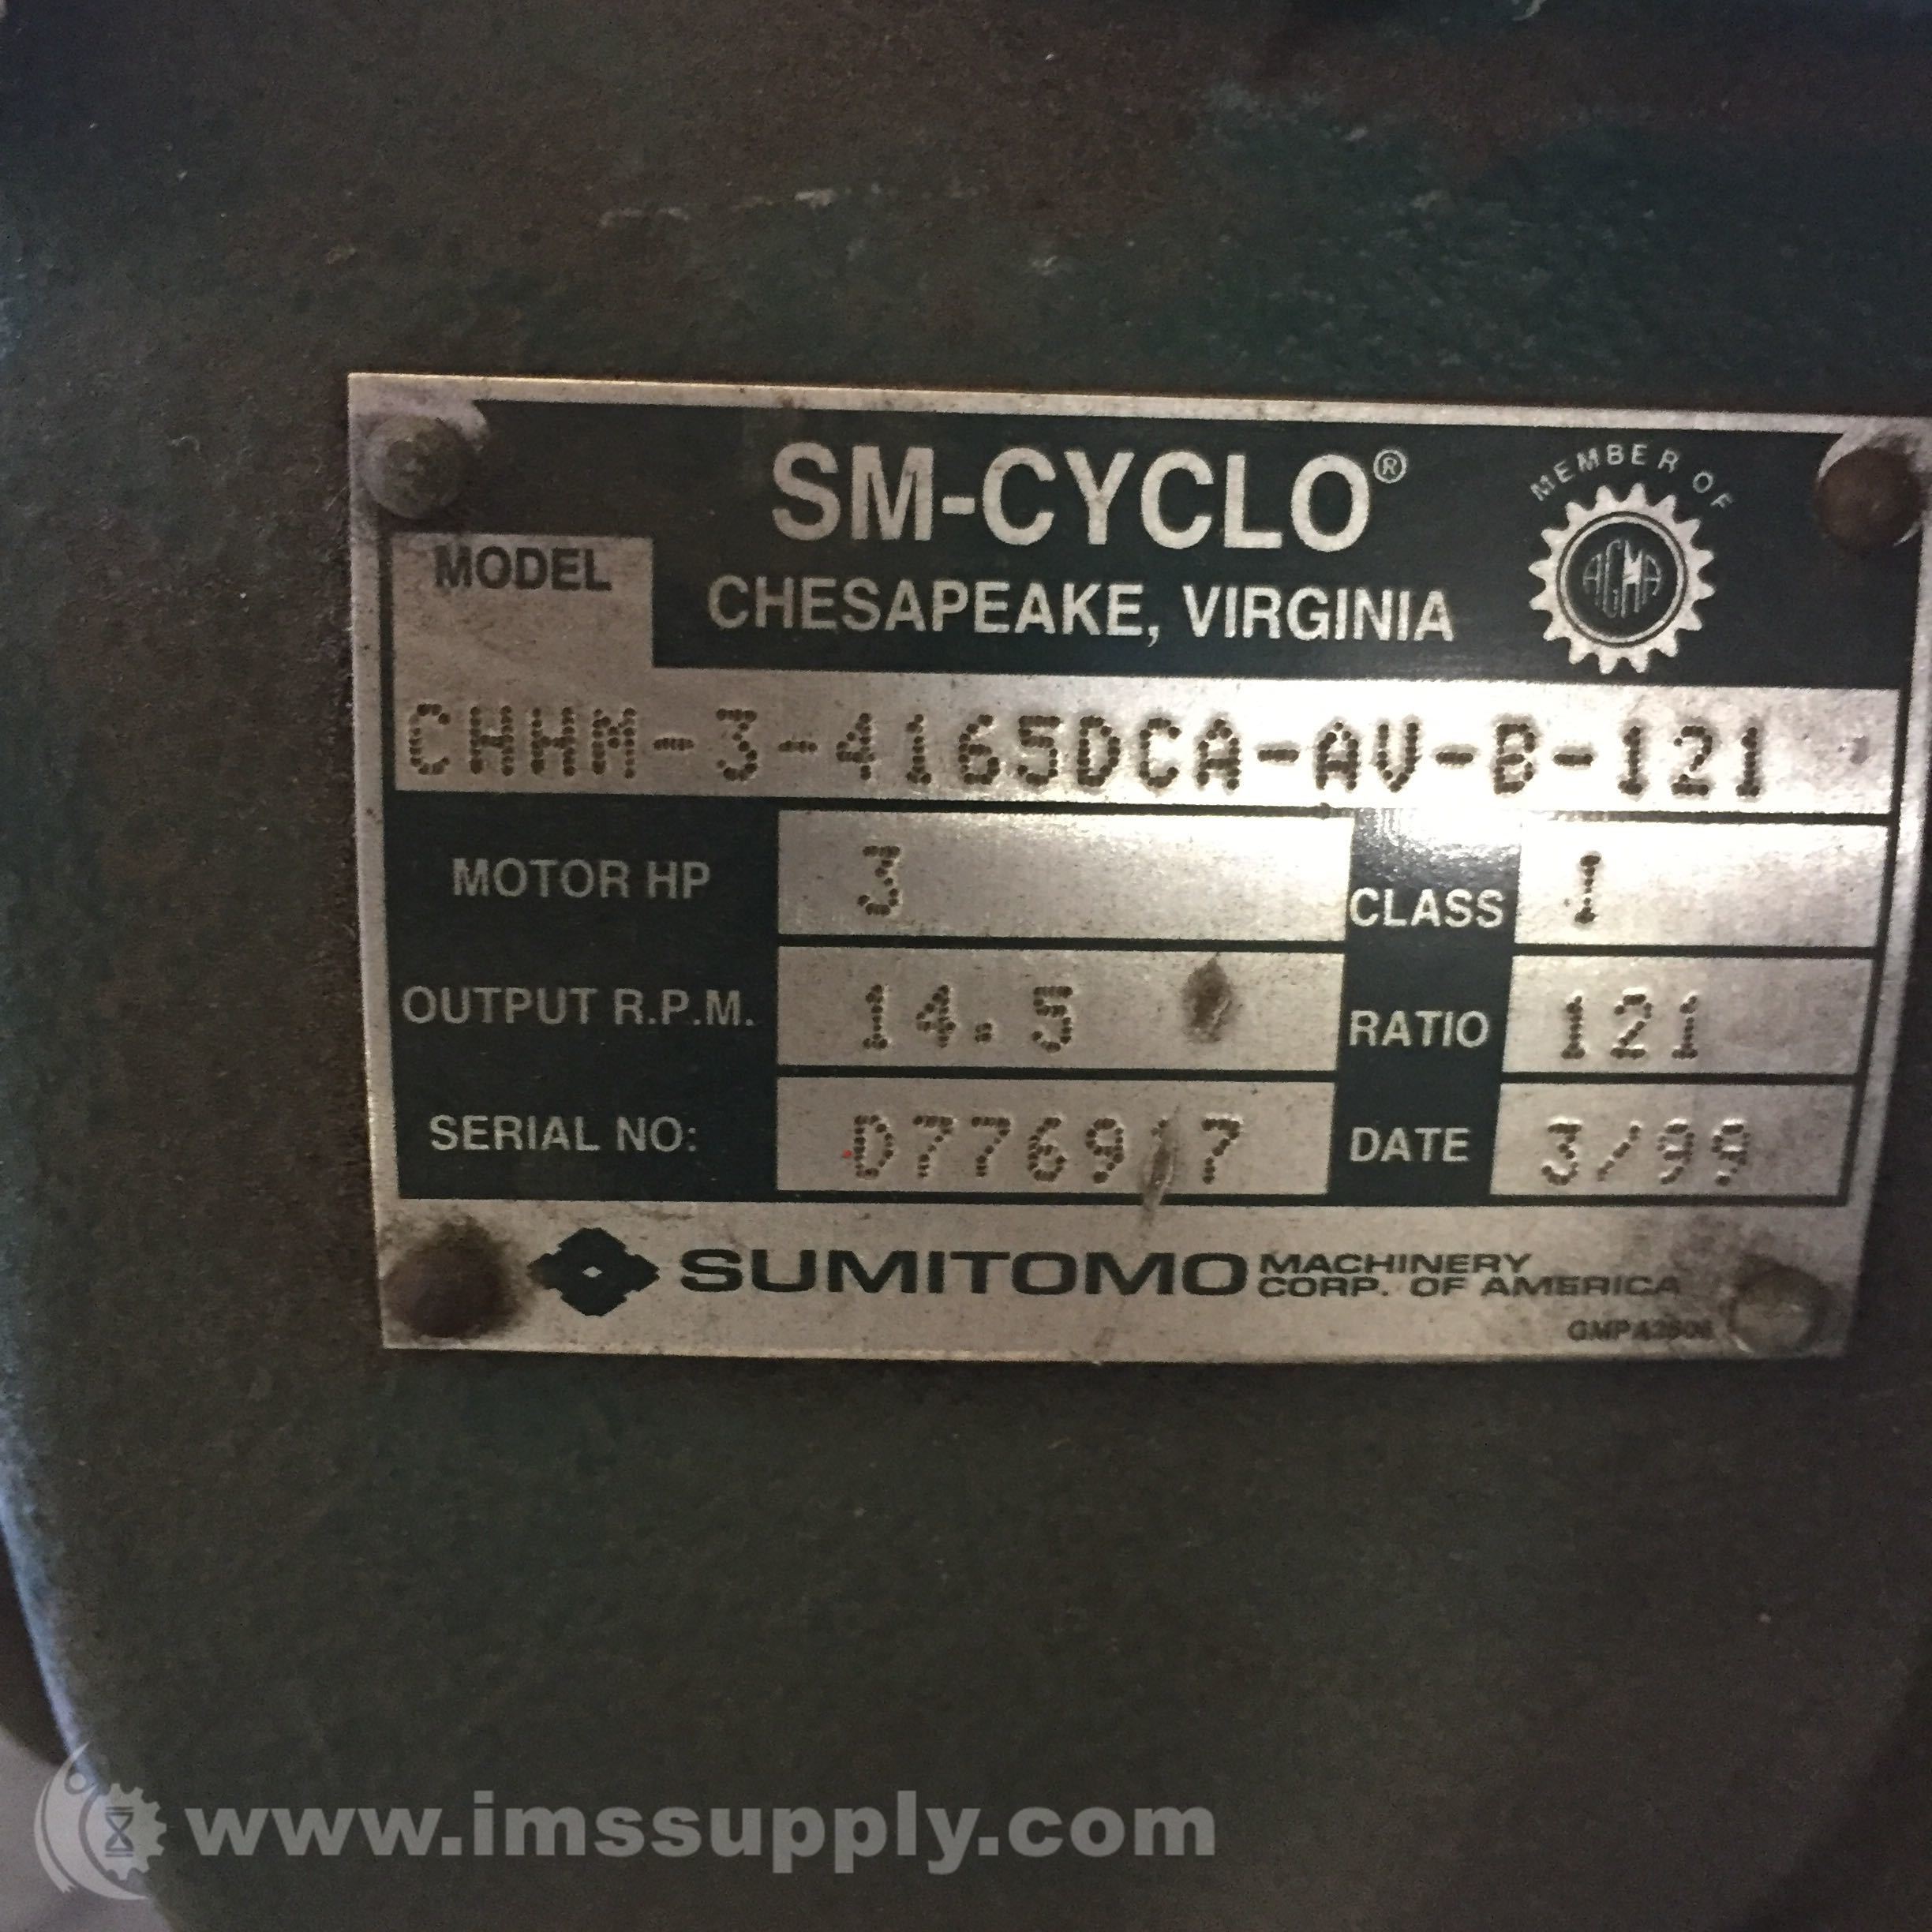 SM-CYCLO®
MEMBER OF
AGMA
MODEL
CHESAPEAKE, VIRGINIA
CHHM-3-4165DCA-AV-B-121
MOTOR HP 3 CLASS 1
OUTPUT R.P.M. 14.5 RATIO 121
SERIAL NO: DATE 3/99
SUMITOMO MACHINERY
CORP. OF AMERICA
www.imssupply.com